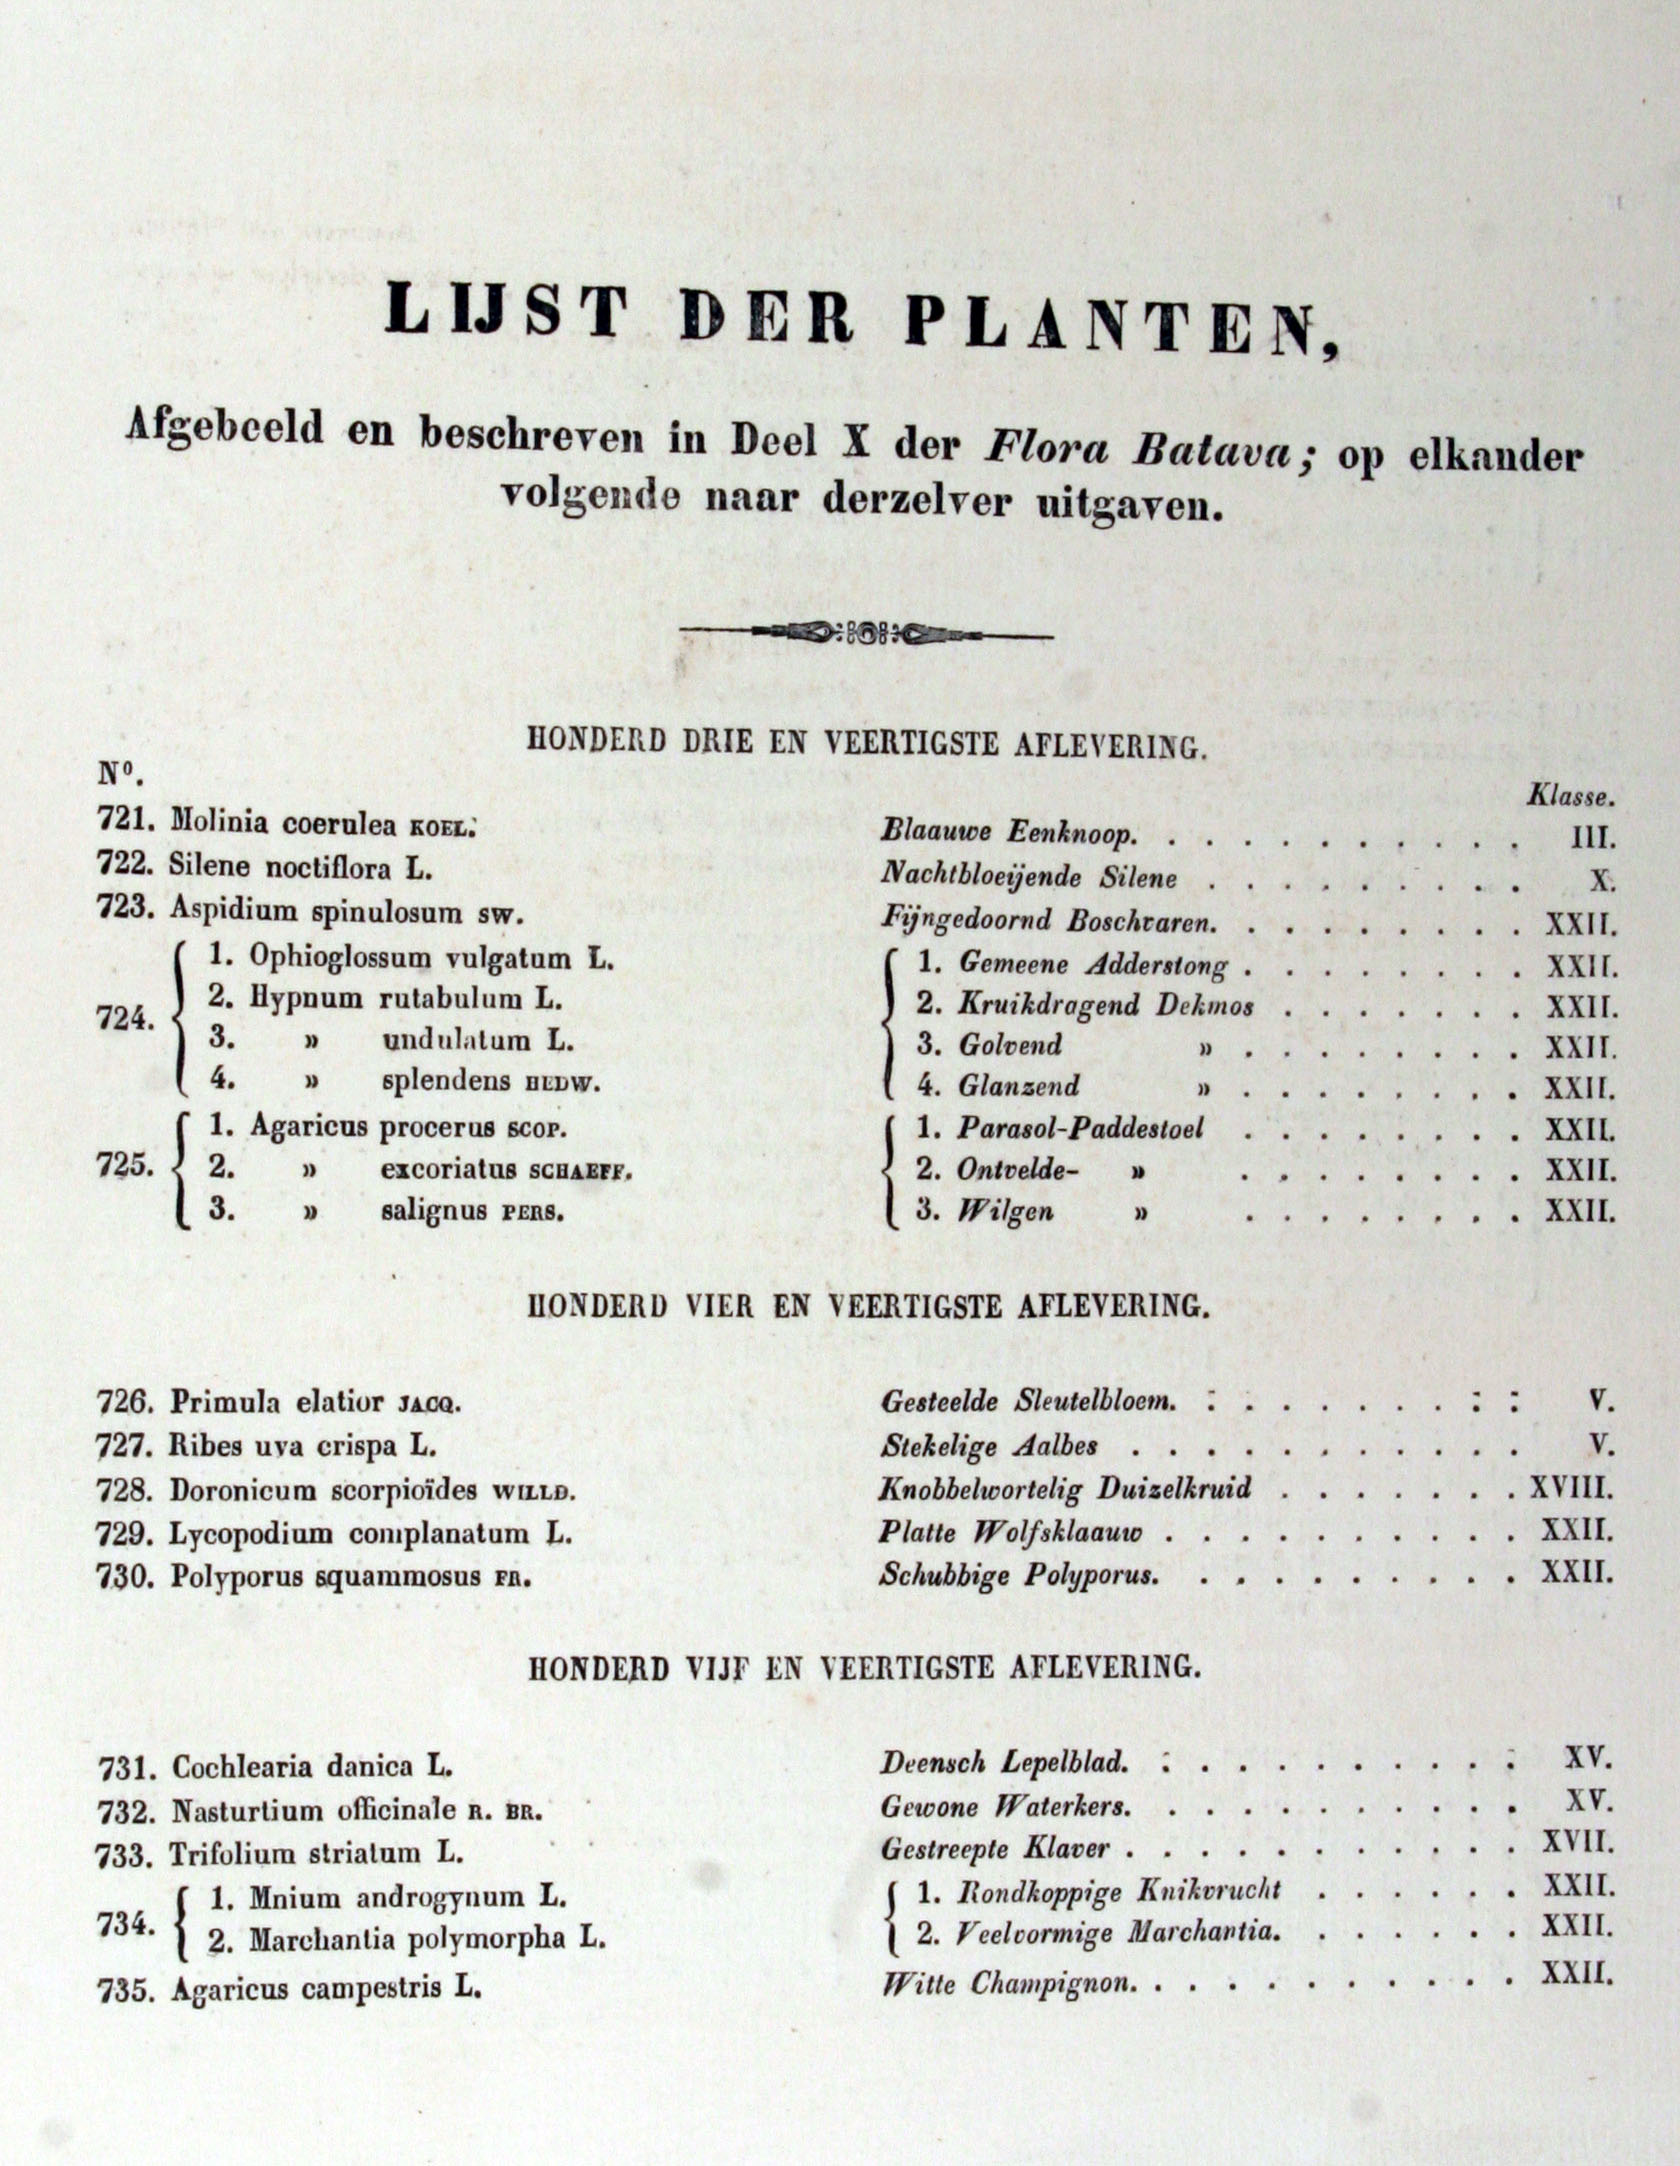 LIJST DER PLANTEN,
Afgebeeld en beschreven in Deel X der Flora Batava; op elkander
volgende naar derzelver uitgaven.
HONDERD DRIE EN VEERTIGSTE AFLEVERING.
Nº.
Klasse.
721. Molinia coerulea KOEL. Blaauwe Eenknoop. . . . . . . . . . . III.
722. Silene noctiflora L. Nachtbloeijende Silene . . . . . . . . . X.
723. Aspidium spinulosum SW. Fijngedoornd Boschvaren. . . . . . . . . XXII.
724. 1. Ophioglossum vulgatum L. 1. Gemeene Adderstong . . . . . . . . XXII.
2. Hypnum rutabulum L. 2. Kruikdragend Dekmos . . . . . . . XXII.
3. » undulatum L. 3. Golvend » . . . . . . . . XXII.
4. » splendens HEDW. 4. Glanzend » . . . . . . . . XXII.
725. 1. Agaricus procerus SCOP. 1. Parasol-Paddestoel . . . . . . . . XXII.
2. » excoriatus SCHAEFF. 2. Ontvelde- » . . . . . . . . XXII.
3. » salignus PERS. 3. Wilgen » . . . . . . . . XXII.
HONDERD VIER EN VEERTIGSTE AFLEVERING.
726. Primula elatior JACQ. Gesteelde Sleutelbloem. . . . . . . . . . V.
727. Ribes uva crispa L. Stekelige Aalbes . . . . . . . . . . . V.
728. Doronicum scorpioïdes WILLD. Knobbelwortelig Duizelkruid . . . . . . . XVIII.
729. Lycopodium complanatum L. Platte Wolfsklaauw . . . . . . . . . . XXII.
730. Polyporus squammosus FR. Schubbige Polyporus. . . . . . . . . . XXII.
HONDERD VIJF EN VEERTIGSTE AFLEVERING.
731. Cochlearia danica L. Deensch Lepelblad. . . . . . . . . . . XV.
732. Nasturtium officinale R. BR. Gewone Waterkers. . . . . . . . . . . XV.
733. Trifolium striatum L. Gestreepte Klaver . . . . . . . . . . . XVII.
734. 1. Mnium androgynum L. 1. Rondkoppige Knikvrucht . . . . . . XXII.
2. Marchantia polymorpha L. 2. Veelvormige Marchantia. . . . . . . XXII.
735. Agaricus campestris L. Witte Champignon. . . . . . . . . . . XXII.